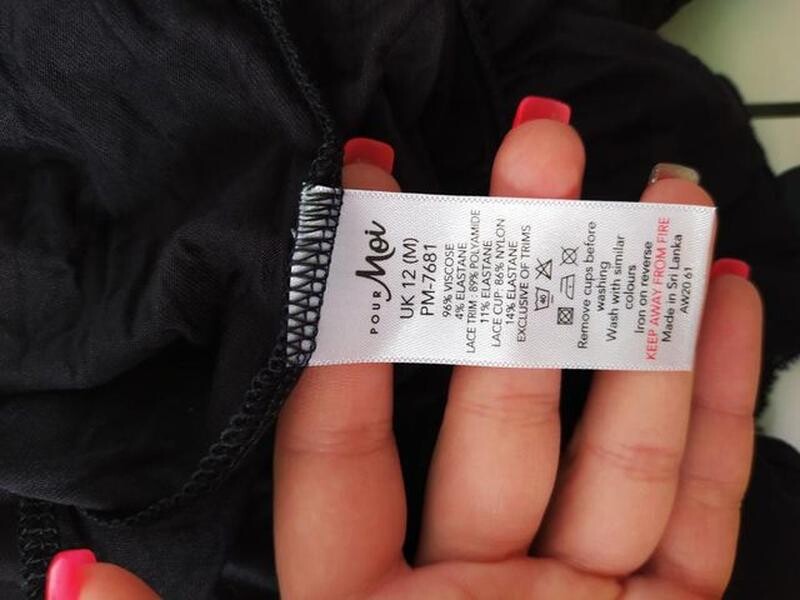 POUR Moi
UK 12 (M)
PM-7681
96% VISCOSE
4% ELASTANE
LACE TRIM : 89% POLYAMIDE
11% ELASTANE
LACE CUP: 86% NYLON
14% ELASTANE
EXCLUSIVE OF TRIMS
40
Remove cups before
washing
Wash with similar
colours
Iron on reverse
KEEP AWAY FROM FIRE
Made in Sri Lanka
AW20 61